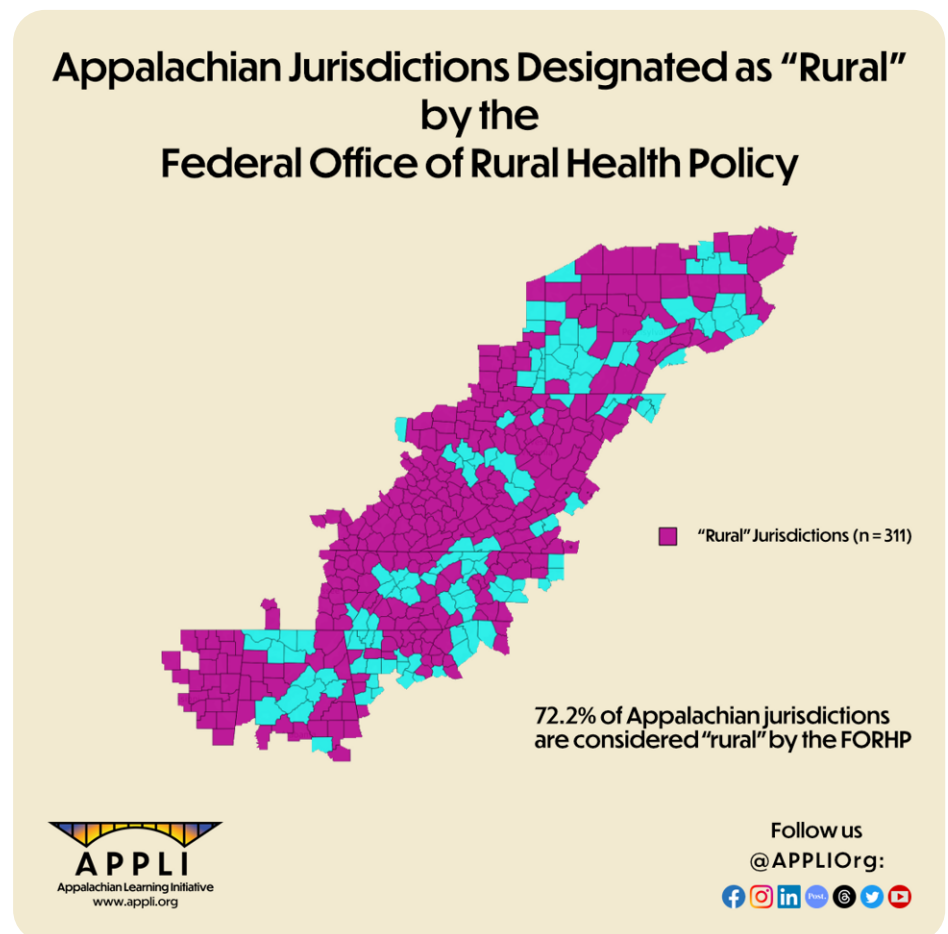 Appalachian Jurisdictions Designated as “Rural”
by the
Federal Office of Rural Health Policy
“Rural” Jurisdictions (n = 311)
72.2% of Appalachian jurisdictions
are considered “rural” by the FORHP
APPLI
Appalachian Learning Initiative
www.appli.org
Follow us
@APPLIOrg:
Post.